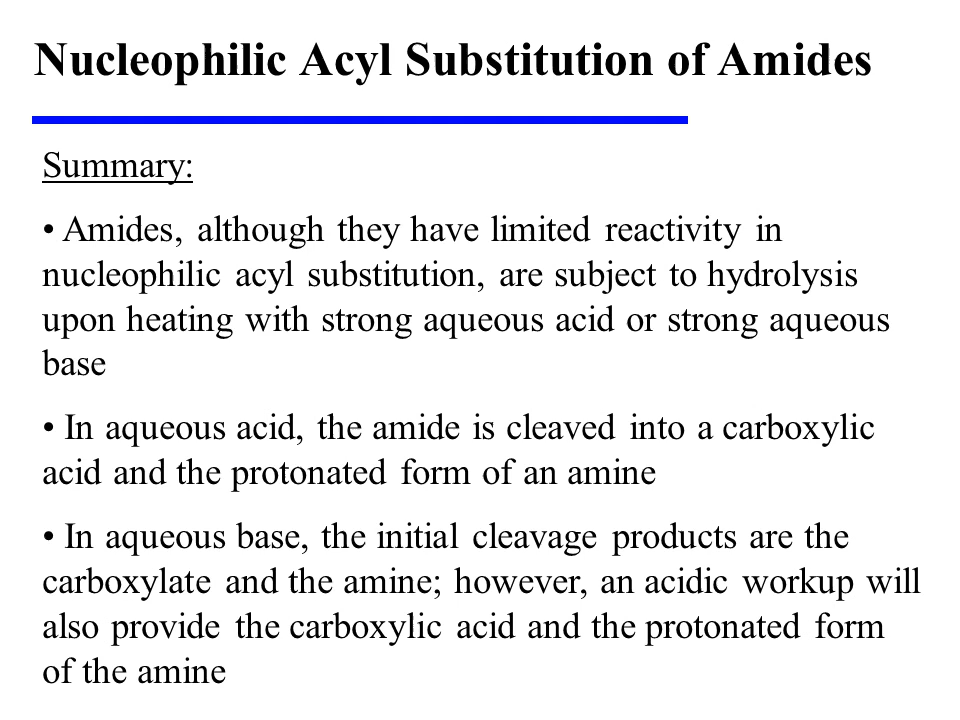 Nucleophilic Acyl Substitution of Amides
Summary:
• Amides, although they have limited reactivity in
nucleophilic acyl substitution, are subject to hydrolysis
upon heating with strong aqueous acid or strong aqueous
base
• In aqueous acid, the amide is cleaved into a carboxylic
acid and the protonated form of an amine
• In aqueous base, the initial cleavage products are the
carboxylate and the amine; however, an acidic workup will
also provide the carboxylic acid and the protonated form
of the amine